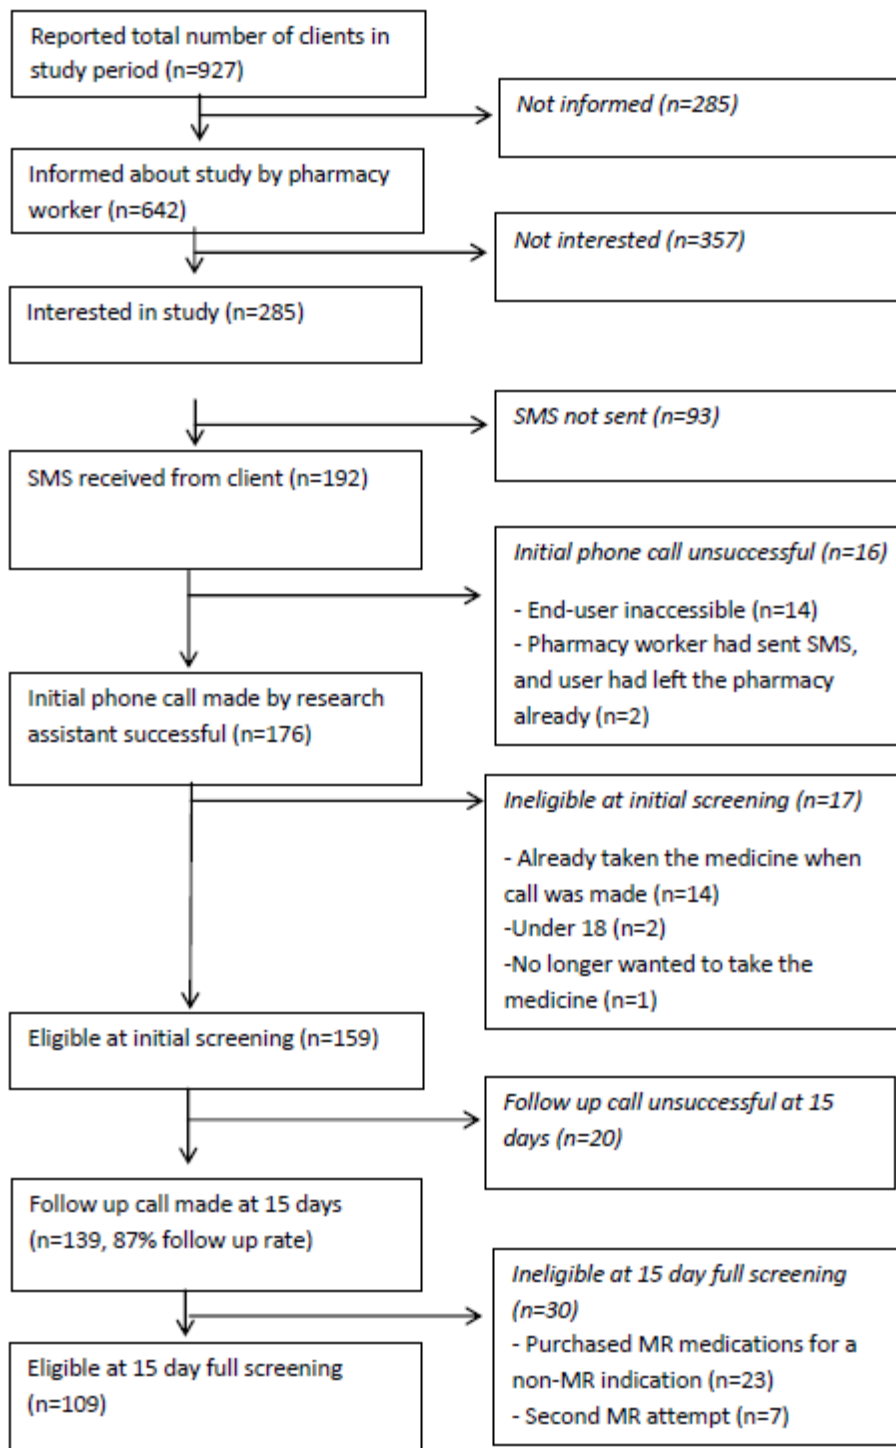 Reported total number of clients in
study period (n=927)
Not informed (n=285)
Informed about study by pharmacy
worker (n=642)
Not interested (n=357)
Interested in study (n=285)
SMS not sent (n=93)
SMS received from client (n=192)
Initial phone call unsuccessful (n=16)
- End-user inaccessible (n=14)
- Pharmacy worker had sent SMS,
and user had left the pharmacy
already (n=2)
Initial phone call made by research
assistant successful (n=176)
Ineligible at initial screening (n=17)
- Already taken the medicine when
call was made (n=14)
-Under 18 (n=2)
-No longer wanted to take the
medicine (n=1)
Eligible at initial screening (n=159)
Follow up call unsuccessful at 15
days (n=20)
Follow up call made at 15 days
(n=139, 87% follow up rate)
Ineligible at 15 day full screening
(n=30)
- Purchased MR medications for a
non-MR indication (n=23)
- Second MR attempt (n=7)
Eligible at 15 day full screening
(n=109)